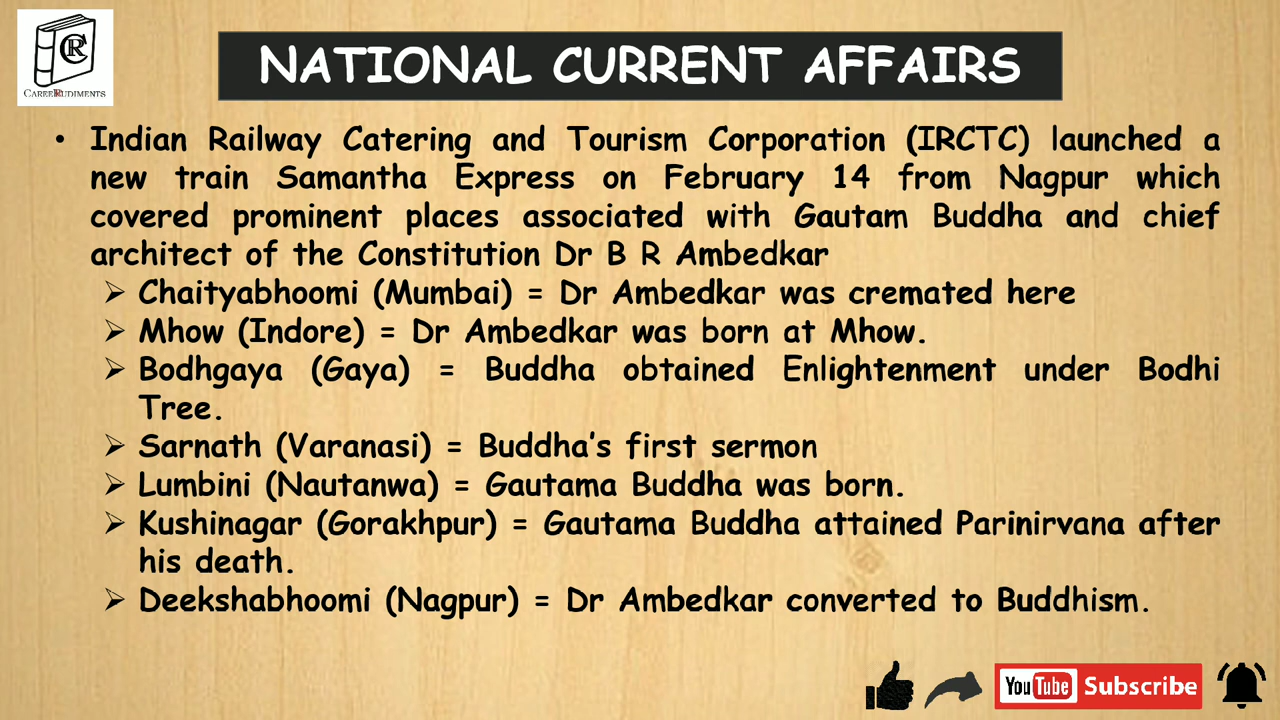 CR
CAREERUDIMENTS
NATIONAL CURRENT AFFAIRS
• Indian Railway Catering and Tourism Corporation (IRCTC) launched a
new train Samantha Express on February 14 from Nagpur which
covered prominent places associated with Gautam Buddha and chief
architect of the Constitution Dr B R Ambedkar
➢ Chaityabhoomi (Mumbai) = Dr Ambedkar was cremated here
➢ Mhow (Indore) = Dr Ambedkar was born at Mhow.
➢ Bodhgaya (Gaya) = Buddha obtained Enlightenment under Bodhi
Tree.
➢ Sarnath (Varanasi) = Buddha's first sermon
➢ Lumbini (Nautanwa) = Gautama Buddha was born.
➢ Kushinagar (Gorakhpur) = Gautama Buddha attained Parinirvana after
his death.
➢ Deekshabhoomi (Nagpur) = Dr Ambedkar converted to Buddhism.
YouTube Subscribe